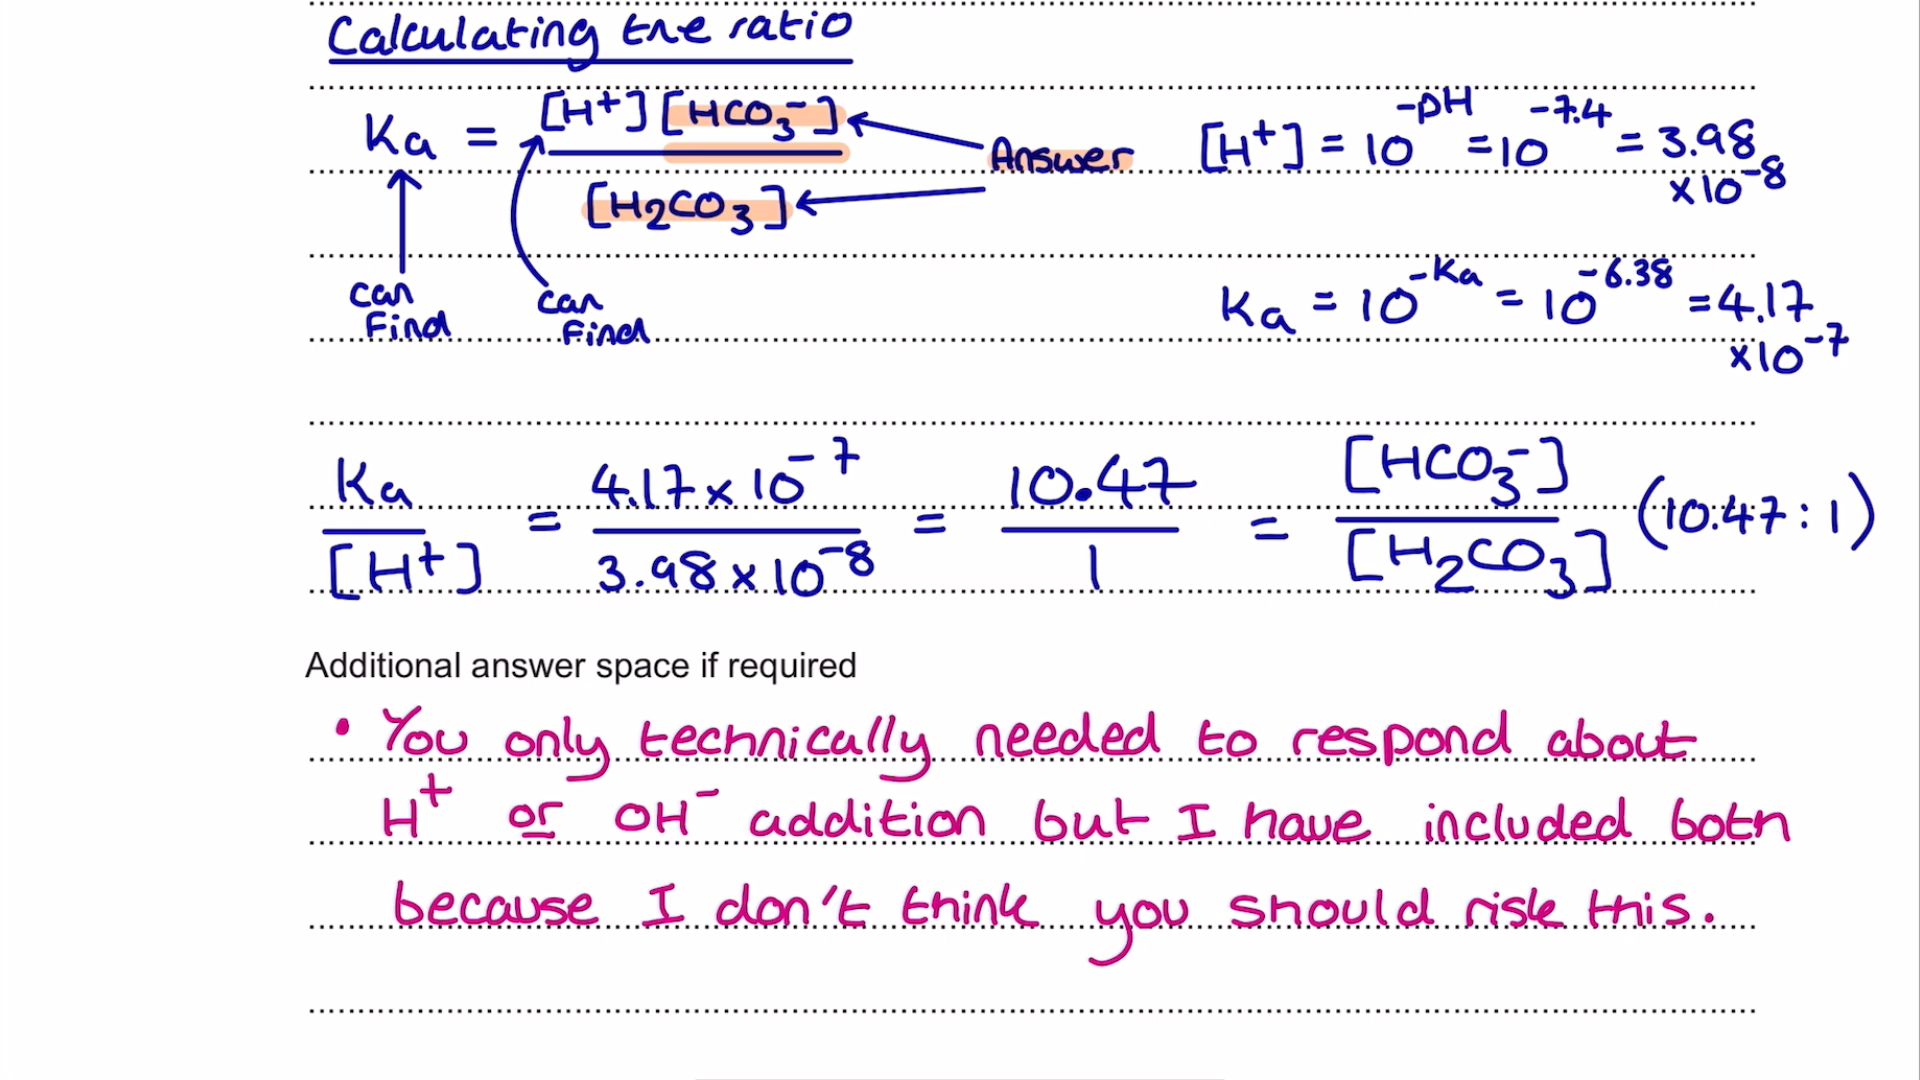 Calculating the ratio
Ka = [H⁺][HCO₃⁻] / [H₂CO₃]
Answer
can Find
can Find
[H⁺] = 10^-pH = 10^-7.4 = 3.98 ×10⁻⁸
Ka = 10^-Ka = 10^-6.38 = 4.17 ×10⁻⁷
Ka / [H⁺] = 4.17 × 10⁻⁷ / 3.98 × 10⁻⁸ = 10.47 / 1 = [HCO₃⁻] / [H₂CO₃] (10.47 : 1)
Additional answer space if required
• You only technically needed to respond about
H⁺ or OH⁻ addition but I have included both
because I don't think you should risk this.